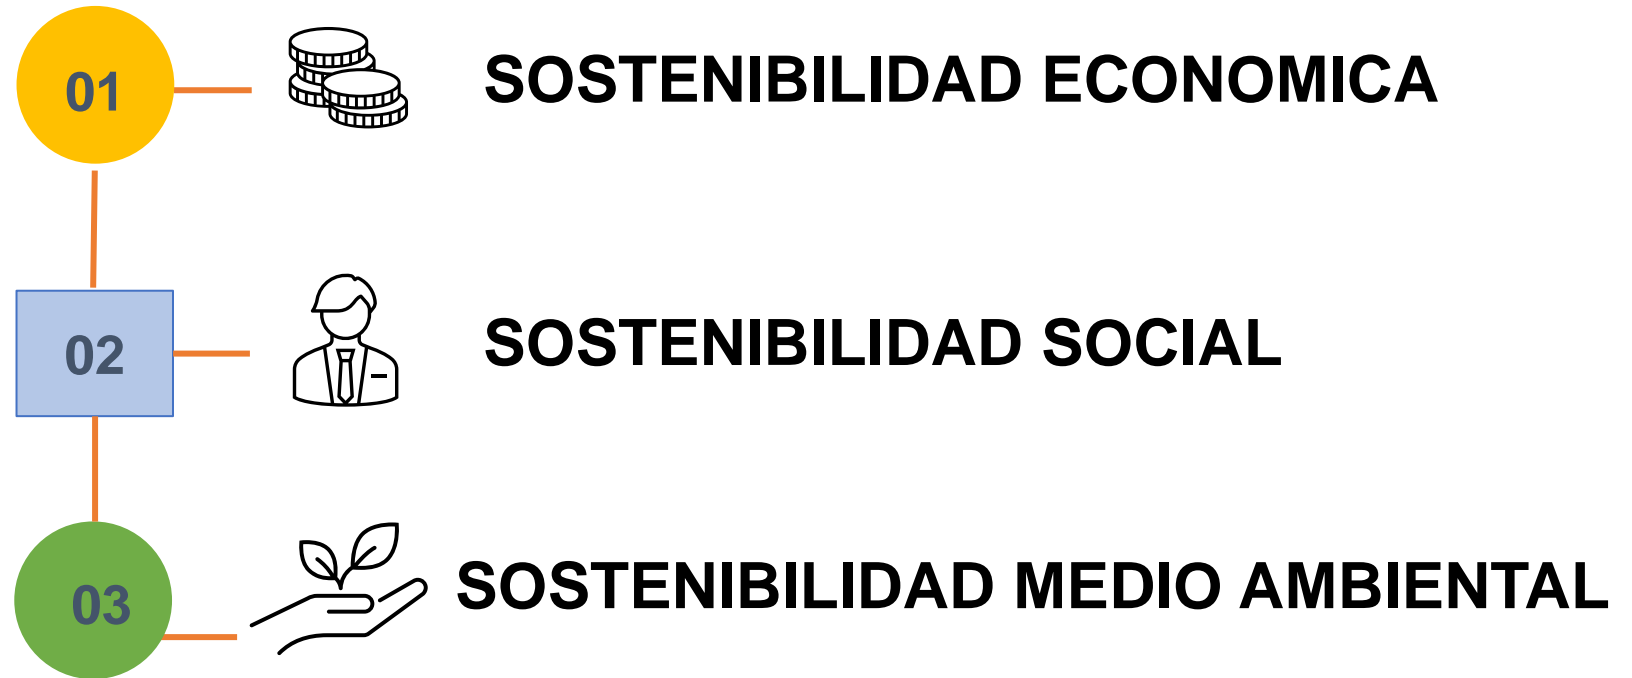 01
SOSTENIBILIDAD ECONOMICA
02
SOSTENIBILIDAD SOCIAL
03
SOSTENIBILIDAD MEDIO AMBIENTAL